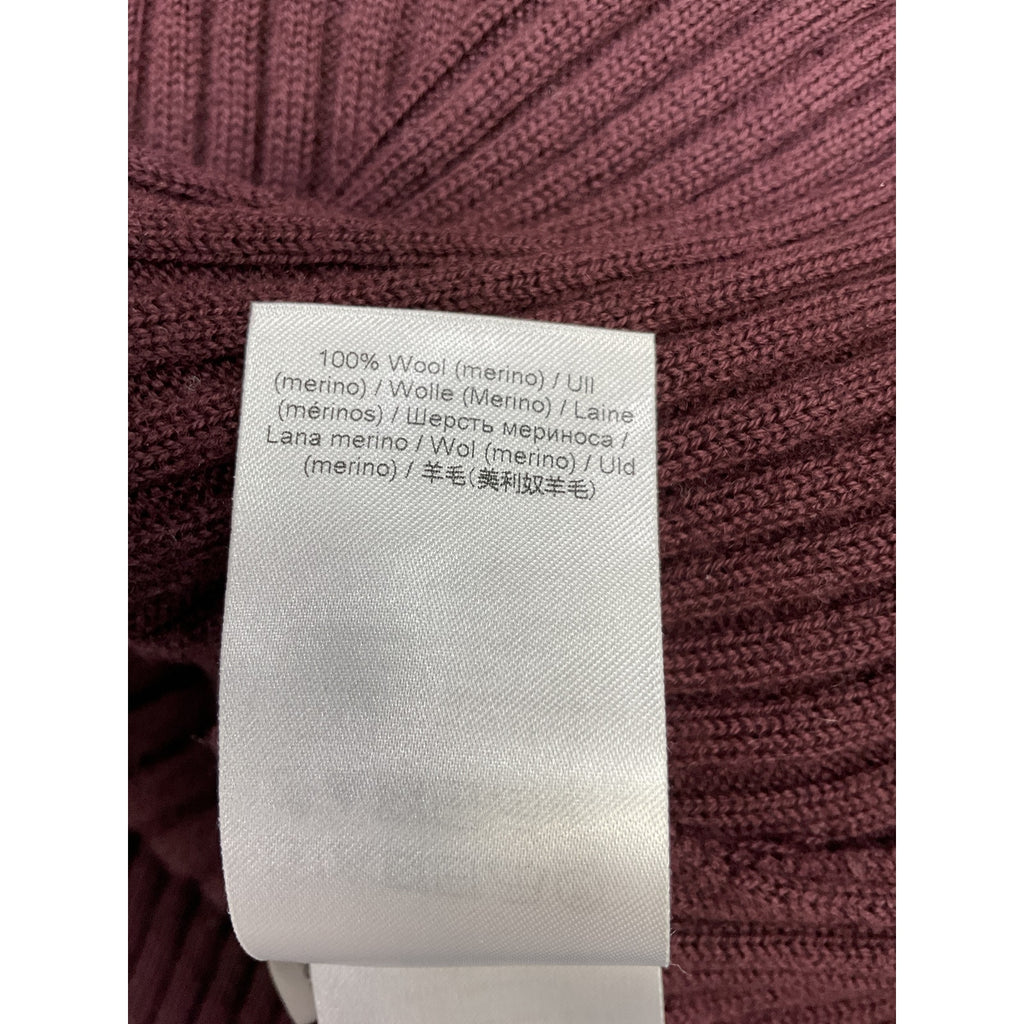 100% Wool (merino) / Ull
(merino) / Wolle (Merino) / Laine
(mérinos) / Шерсть мериноса /
Lana merino / Wol (merino) / Uld
(merino) / 羊毛(美利奴羊毛)